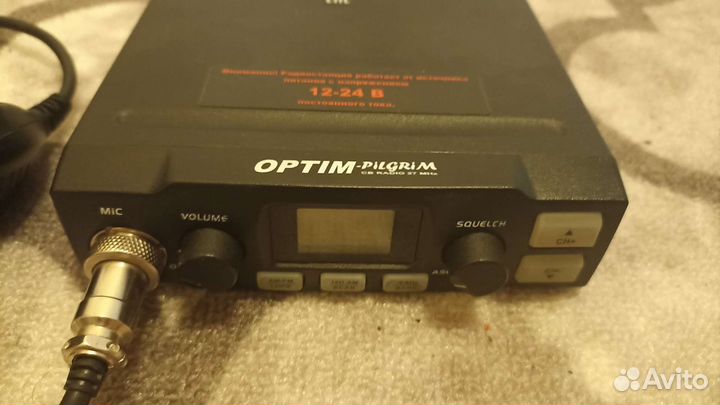 Внимание! Радиостанция работает от источника
питания с напряжением
12-24 В
постоянного тока.
OPTIM-PILGRIM
CB RADIO 27 MHz
MIC
VOLUME
SQUELCH
CH+
Avito